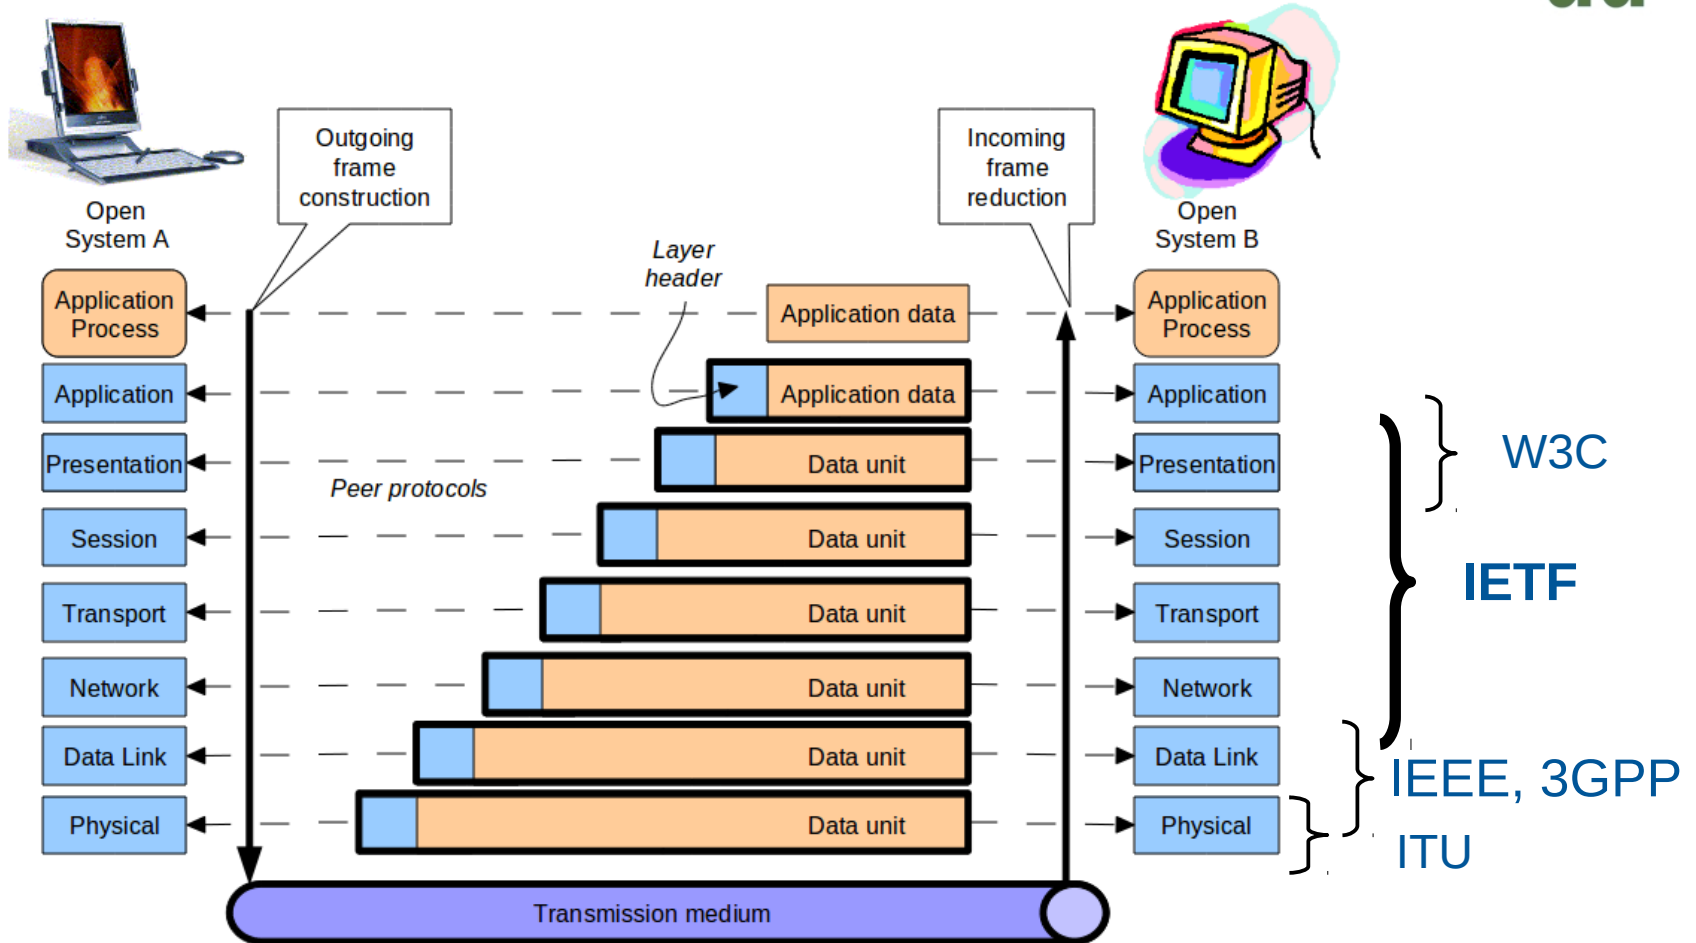 Outgoing
frame
construction
Incoming
frame
reduction
Open
System A
Open
System B
Layer
header
Application
Process
Application data
Application
Process
Application
Application data
Application
Presentation
Data unit
Presentation
W3C
Peer protocols
Session
Data unit
Session
IETF
Transport
Data unit
Transport
Network
Data unit
Network
Data Link
Data unit
Data Link
IEEE, 3GPP
Physical
Data unit
Physical
ITU
Transmission medium